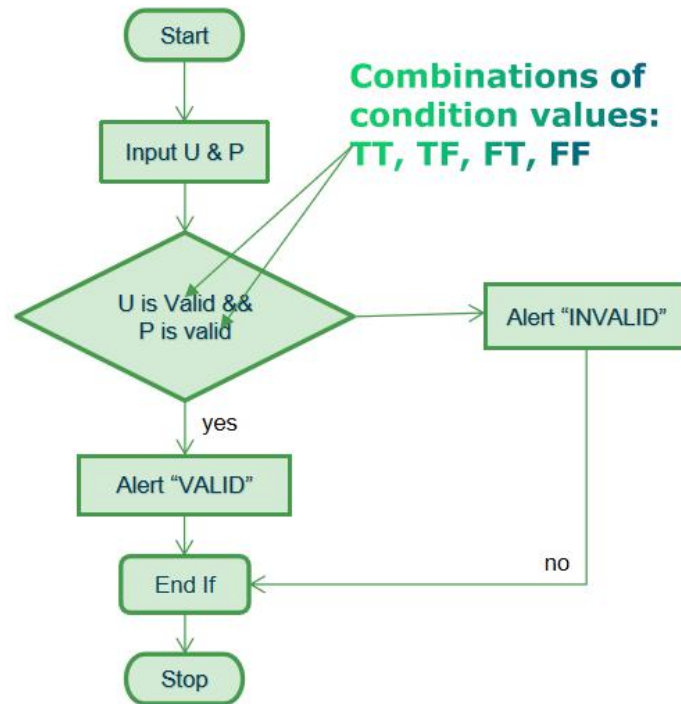 Start
Combinations of
condition values:
TT, TF, FT, FF
Input U & P
U is Valid &&
P is valid
Alert “INVALID”
yes
Alert “VALID”
no
End If
Stop